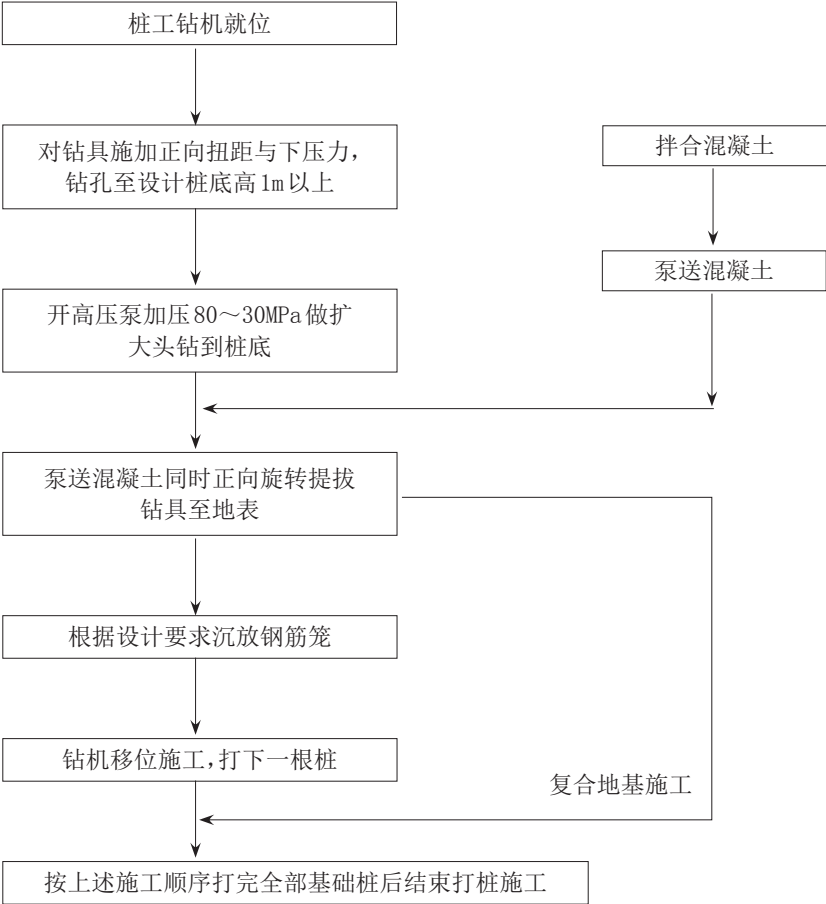 桩工钻机就位
对钻具施加正向扭距与下压力，
钻孔至设计桩底高1m以上
拌合混凝土
泵送混凝土
开高压泵加压80～30MPa做扩
大头钻到桩底
泵送混凝土同时正向旋转提拔
钻具至地表
根据设计要求沉放钢筋笼
钻机移位施工，打下一根桩
复合地基施工
按上述施工顺序打完全部基础桩后结束打桩施工